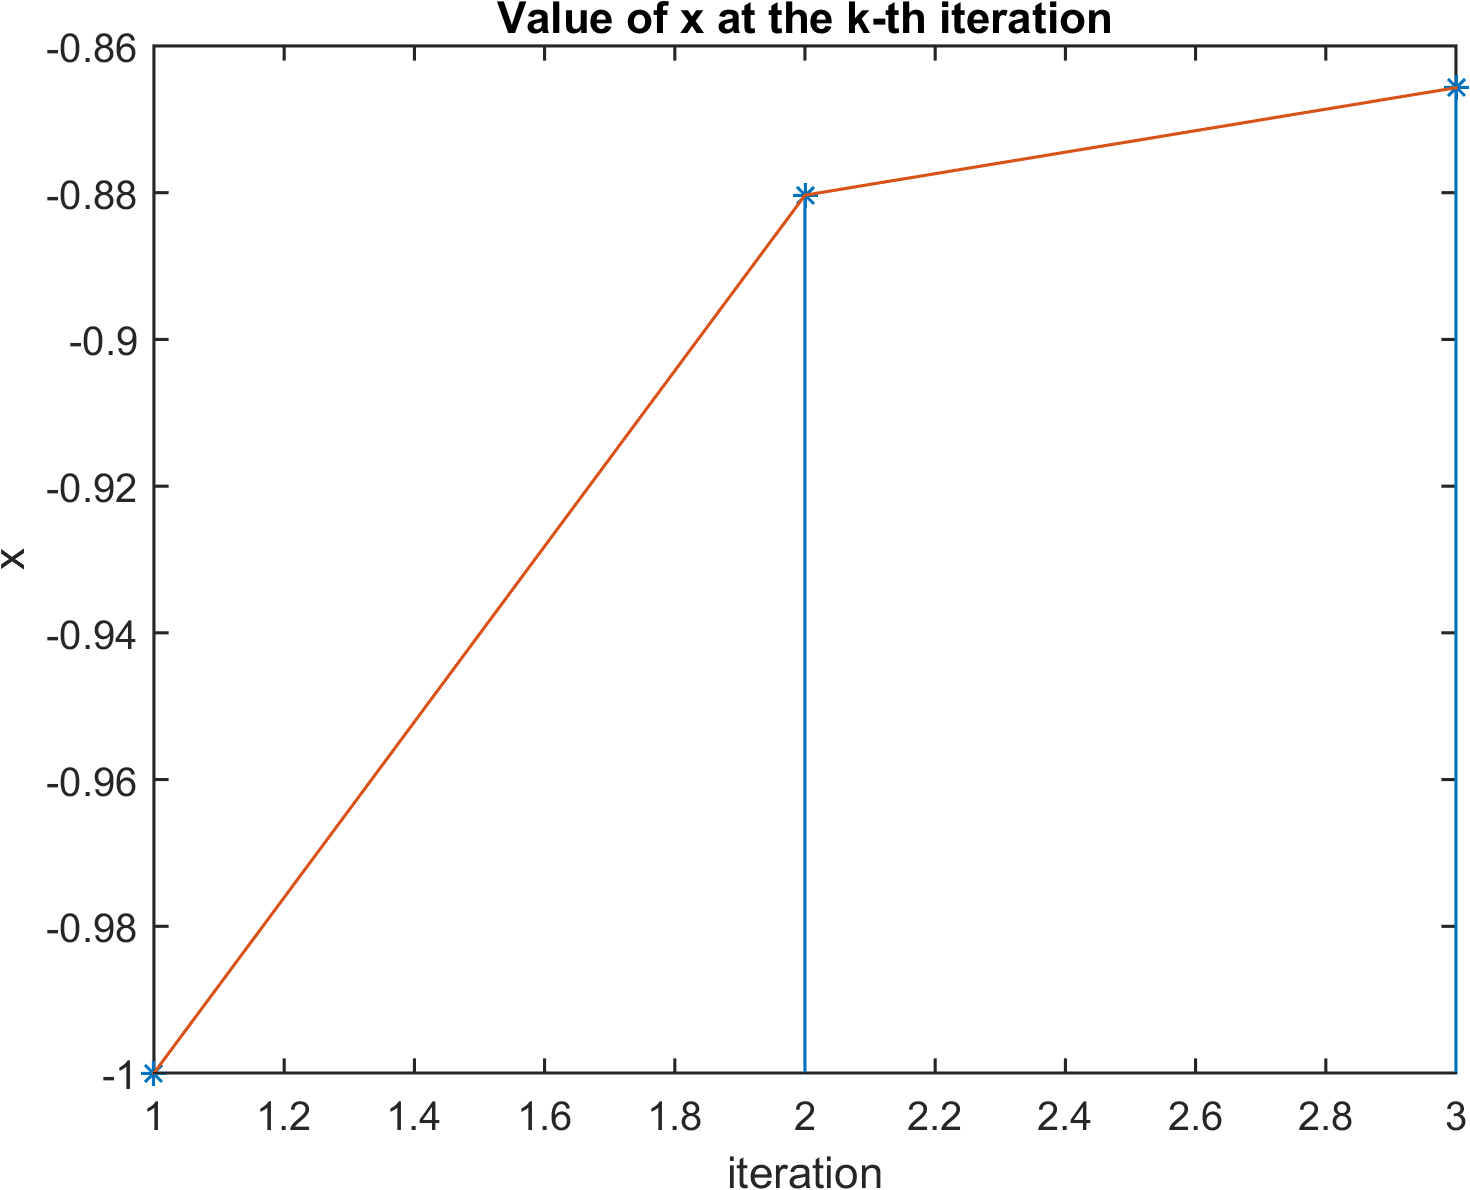 Value of x at the k-th iteration
-0.86
-0.88
-0.9
-0.92
-0.94
-0.96
-0.98
-1
x
1 1.2 1.4 1.6 1.8 2 2.2 2.4 2.6 2.8 3
iteration